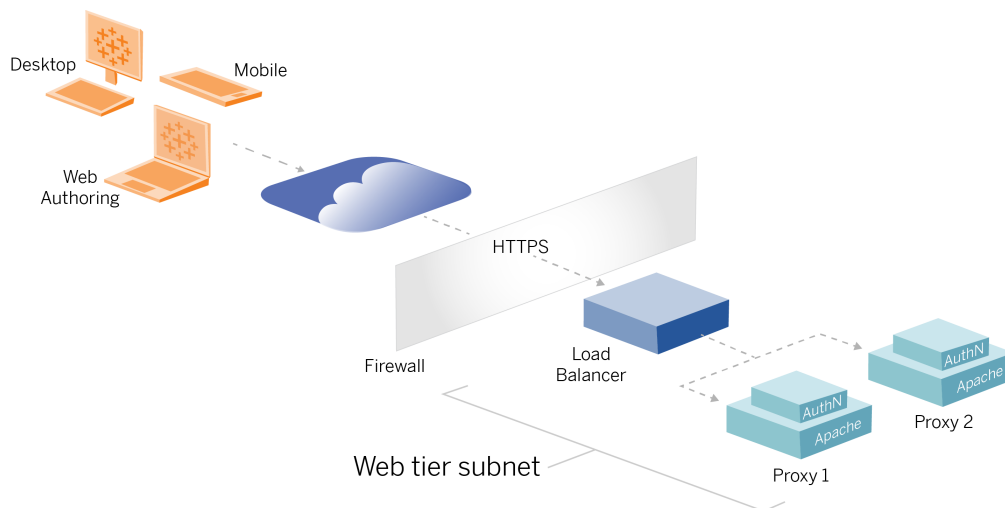 Desktop
Mobile
Web
Authoring
HTTPS
Firewall
Load
Balancer
AuthN
Apache
Proxy 2
AuthN
Apache
Proxy 1
Web tier subnet